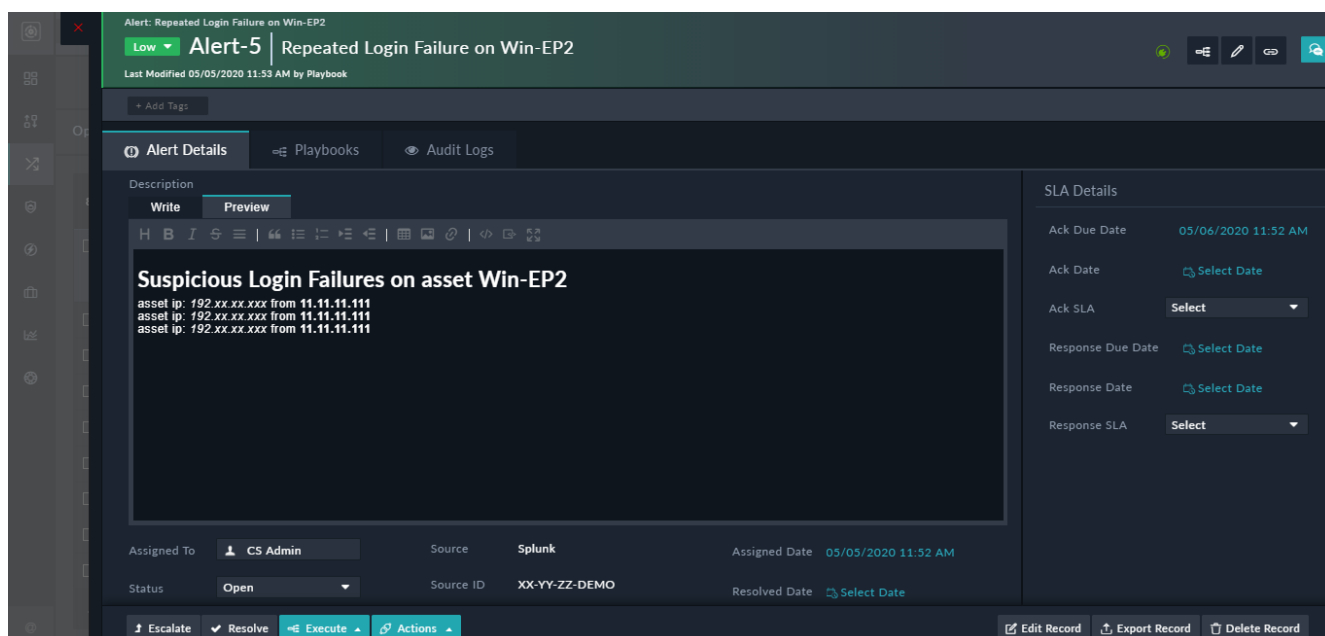 Alert: Repeated Login Failure on Win-EP2
Low Alert-5 Repeated Login Failure on Win-EP2
Last Modified 05/05/2020 11:53 AM by Playbook
+ Add Tags
Op
Alert Details Playbooks Audit Logs
Description
Write Preview
Suspicious Login Failures on asset Win-EP2
asset ip: 192.xx.xx.xxx from 11.11.11.111
asset ip: 192.xx.xx.xxx from 11.11.11.111
asset ip: 192.xx.xx.xxx from 11.11.11.111
Assigned To CS Admin Source Splunk Assigned Date 05/05/2020 11:52 AM
Status Open Source ID XX-YY-ZZ-DEMO Resolved Date Select Date
SLA Details
Ack Due Date 05/06/2020 11:52 AM
Ack Date Select Date
Ack SLA Select
Response Due Date Select Date
Response Date Select Date
Response SLA Select
Escalate Resolve Execute Actions Edit Record Export Record Delete Record